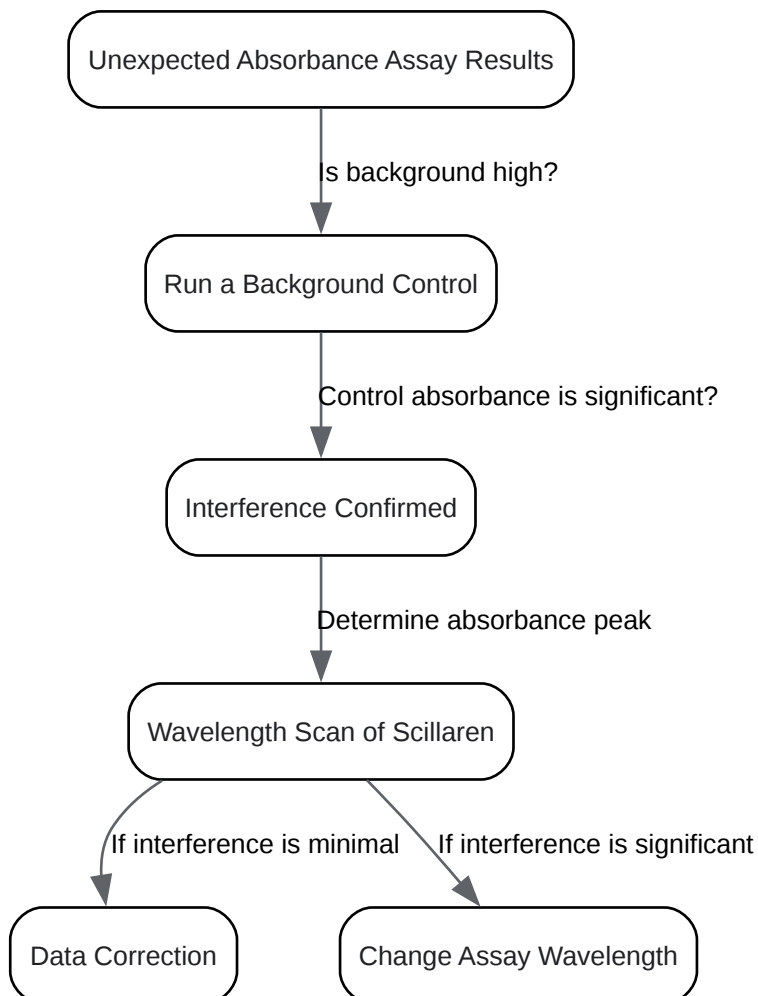 Unexpected Absorbance Assay Results
Is background high?
Run a Background Control
Control absorbance is significant?
Interference Confirmed
Determine absorbance peak
Wavelength Scan of Scillaren
If interference is minimal
If interference is significant
Data Correction
Change Assay Wavelength